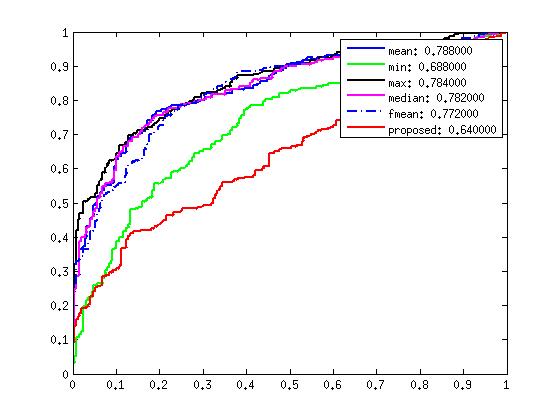 1
0.9
0.8
0.7
0.6
0.5
0.4
0.3
0.2
0.1
0
mean: 0.788000
min: 0.688000
max: 0.784000
median: 0.782000
fmean: 0.772000
proposed: 0.640000
0 0.1 0.2 0.3 0.4 0.5 0.6 0.7 0.8 0.9 1